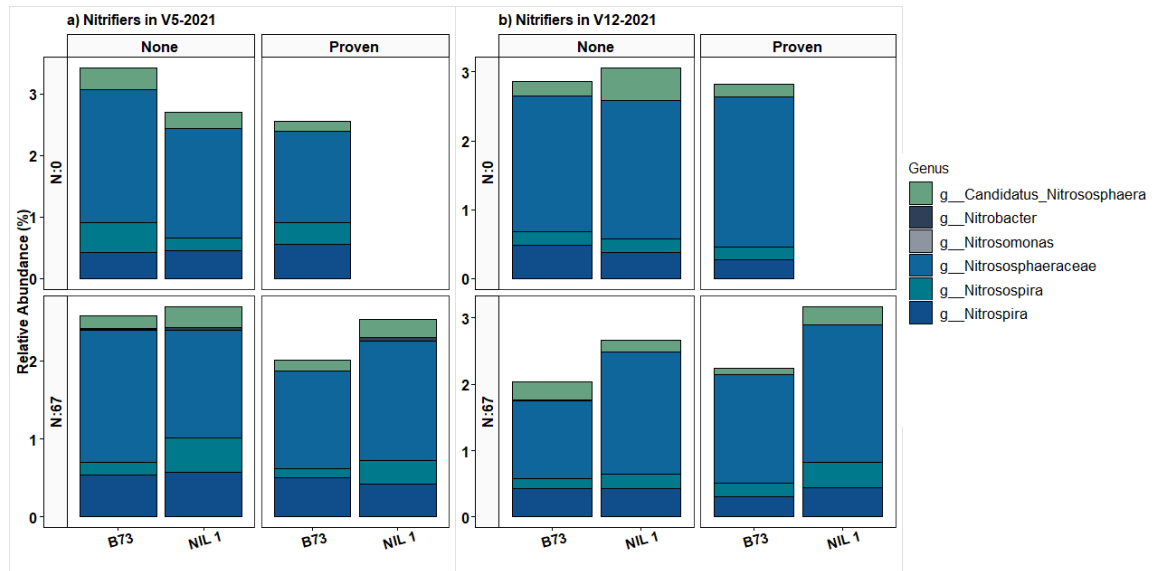 a) Nitrifiers in V5-2021
b) Nitrifiers in V12-2021
None
Proven
None
Proven
Relative Abundance (%)
N:0
3
2
1
0
N:67
2
1
0
B73
NIL 1
B73
NIL 1
N:0
3
2
1
0
N:67
3
2
1
0
B73
NIL 1
B73
NIL 1
Genus
g__Candidatus_Nitrososphaera
g__Nitrobacter
g__Nitrosomonas
g__Nitrososphaeraceae
g__Nitrosospira
g__Nitrospira